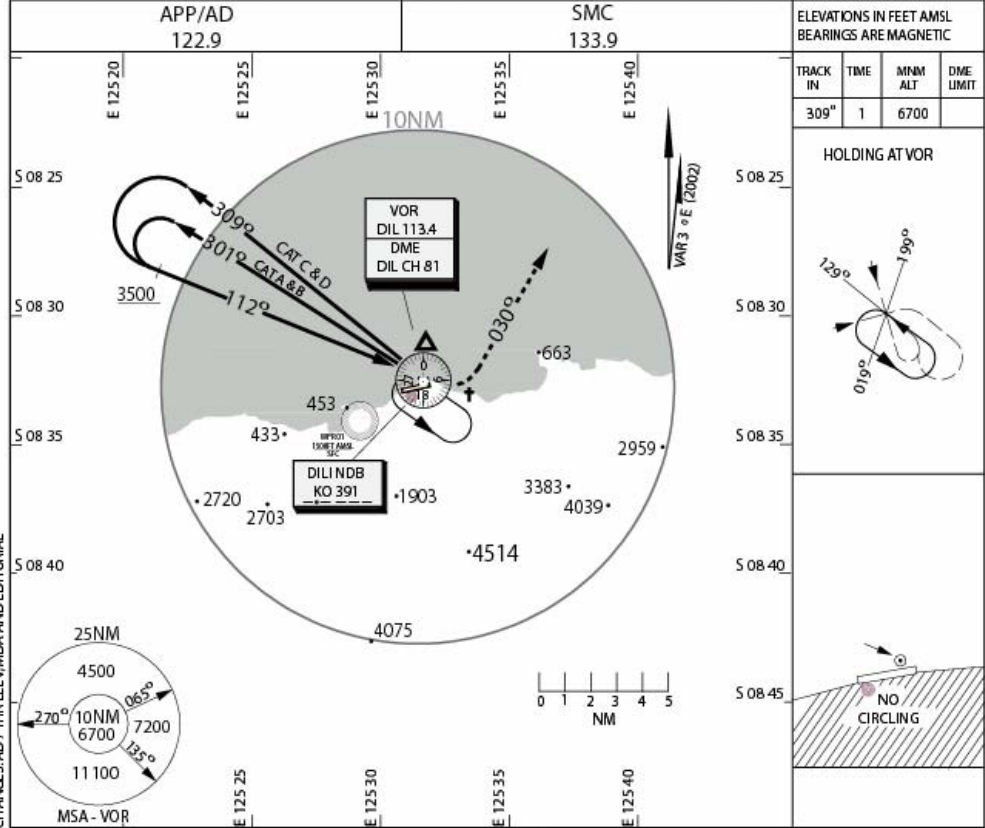 APP/AD
122.9
SMC
133.9
ELEVATIONS IN FEET AMSL
BEARINGS ARE MAGNETIC
TRACK IN
TIME
MNM ALT
DME LIMIT
309"
1
6700
HOLDING AT VOR
129°
199°
019°
NO
CIRCLING
E 125 20
E 125 25
E 125 30
E 125 35
E 125 40
10NM
S 08 25
S 08 25
VAR 3 ° E (2002)
309°
CAT C & D
301°
CAT A & B
112°
3500
VOR
DIL 113.4
DME
DIL CH 81
030°
S 08 30
S 08 30
663
0
18
453
433
S 08 35
S 08 35
2959
DILI NDB
KO 391
1903
3383
4039
2720
2703
4514
S 08 40
S 08 40
4075
25NM
4500
065°
270°
10NM
6700
7200
135°
11100
MSA - VOR
0 1 2 3 4 5
NM
S 08 45
E 125 25
E 125 30
E 125 35
E 125 40